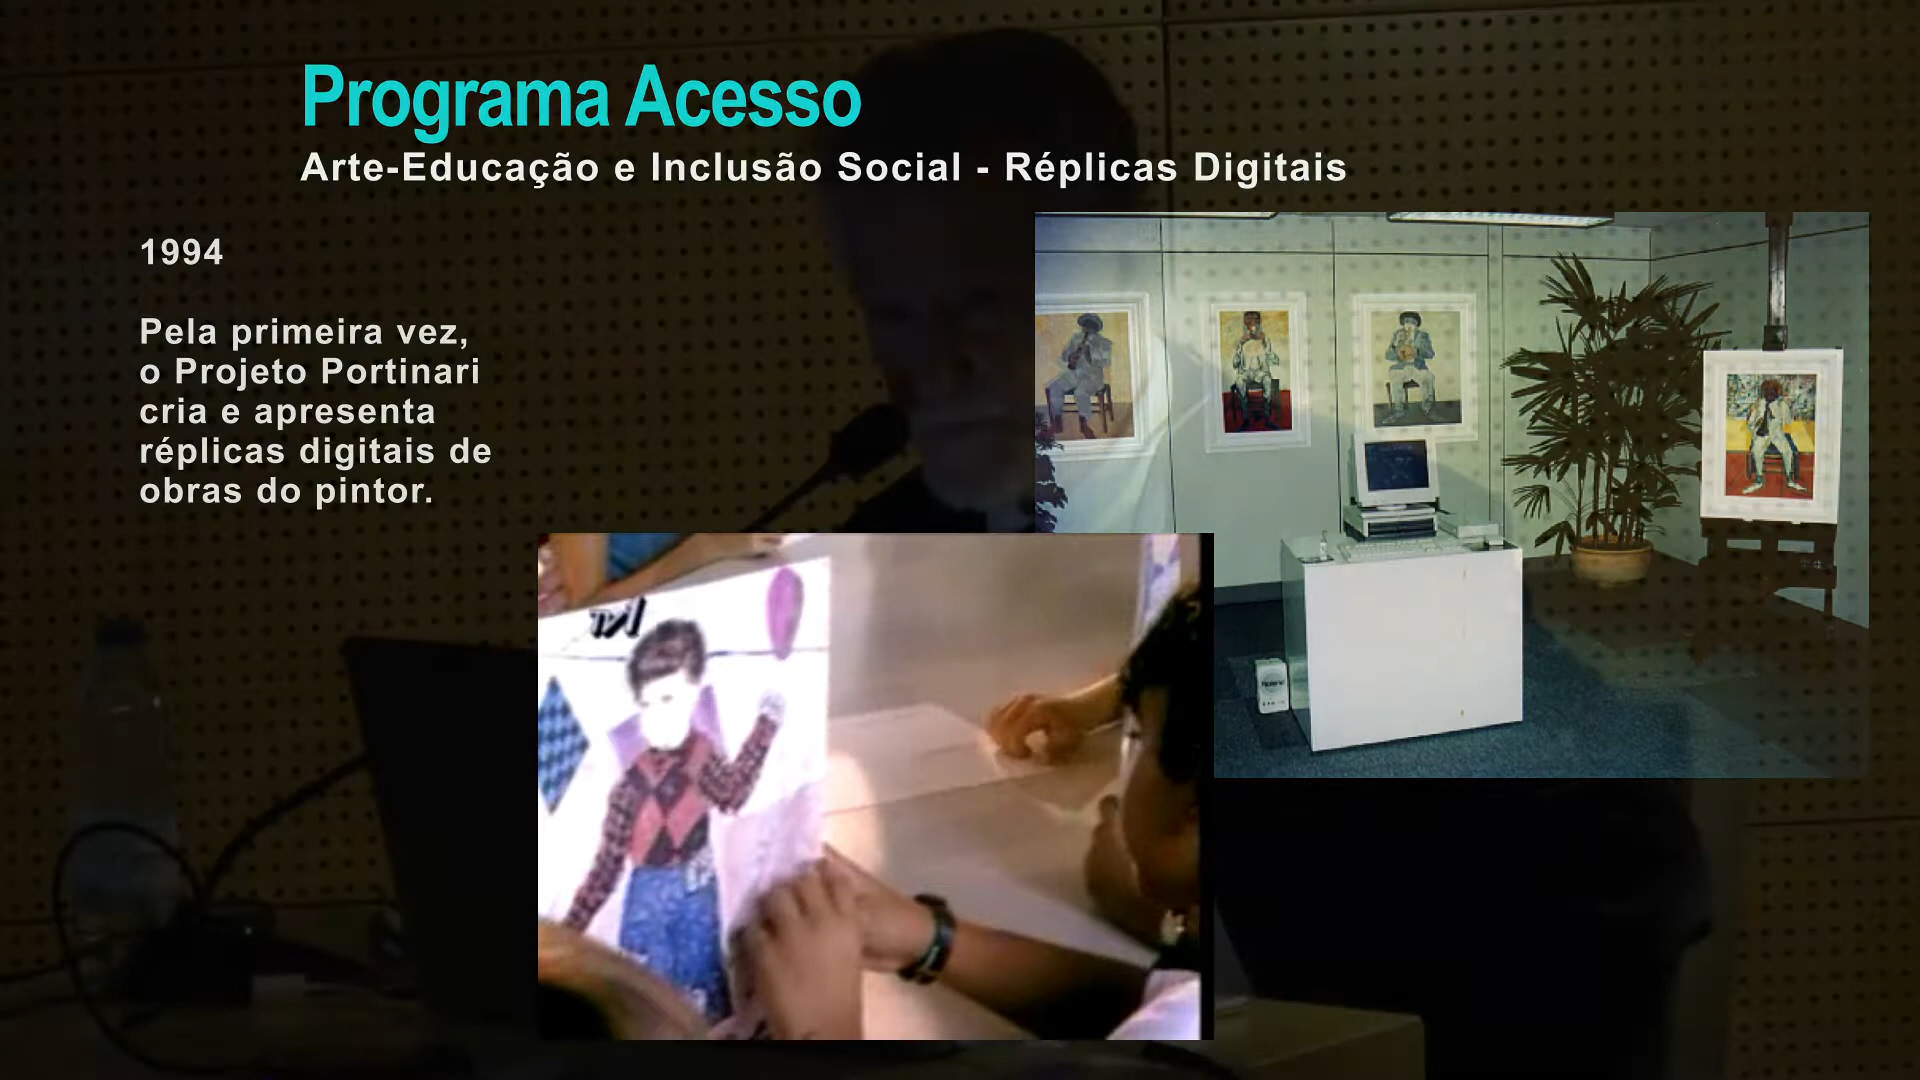 Programa Acesso
Arte-Educação e Inclusão Social - Réplicas Digitais
1994
Pela primeira vez,
o Projeto Portinari
cria e apresenta
réplicas digitais de
obras do pintor.